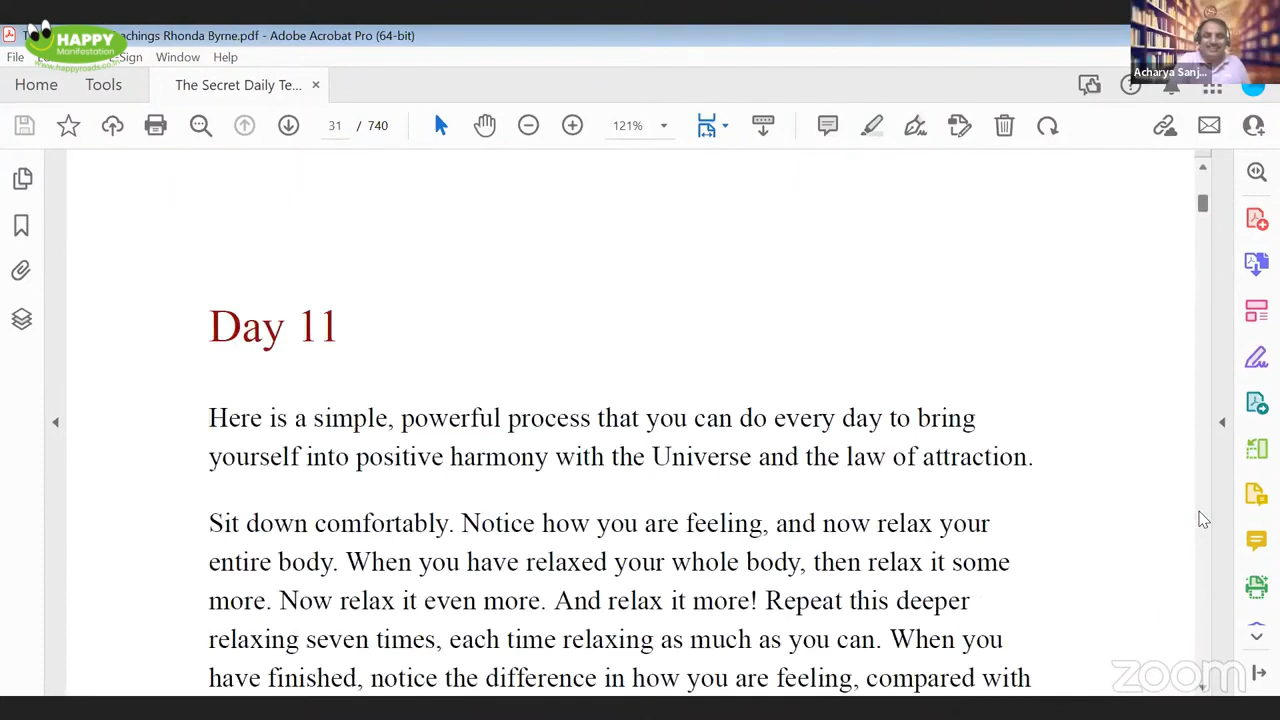 HAPPY
Manifestation
www.happyroads.in
achings Rhonda Byrne.pdf - Adobe Acrobat Pro (64-bit)
File
Sign Window Help
Acharya Sanj...
Home Tools The Secret Daily Te... ×
31 / 740 121%
Day 11
Here is a simple, powerful process that you can do every day to bring
yourself into positive harmony with the Universe and the law of attraction.
Sit down comfortably. Notice how you are feeling, and now relax your
entire body. When you have relaxed your whole body, then relax it some
more. Now relax it even more. And relax it more! Repeat this deeper
relaxing seven times, each time relaxing as much as you can. When you
have finished, notice the difference in how you are feeling, compared with
zoom